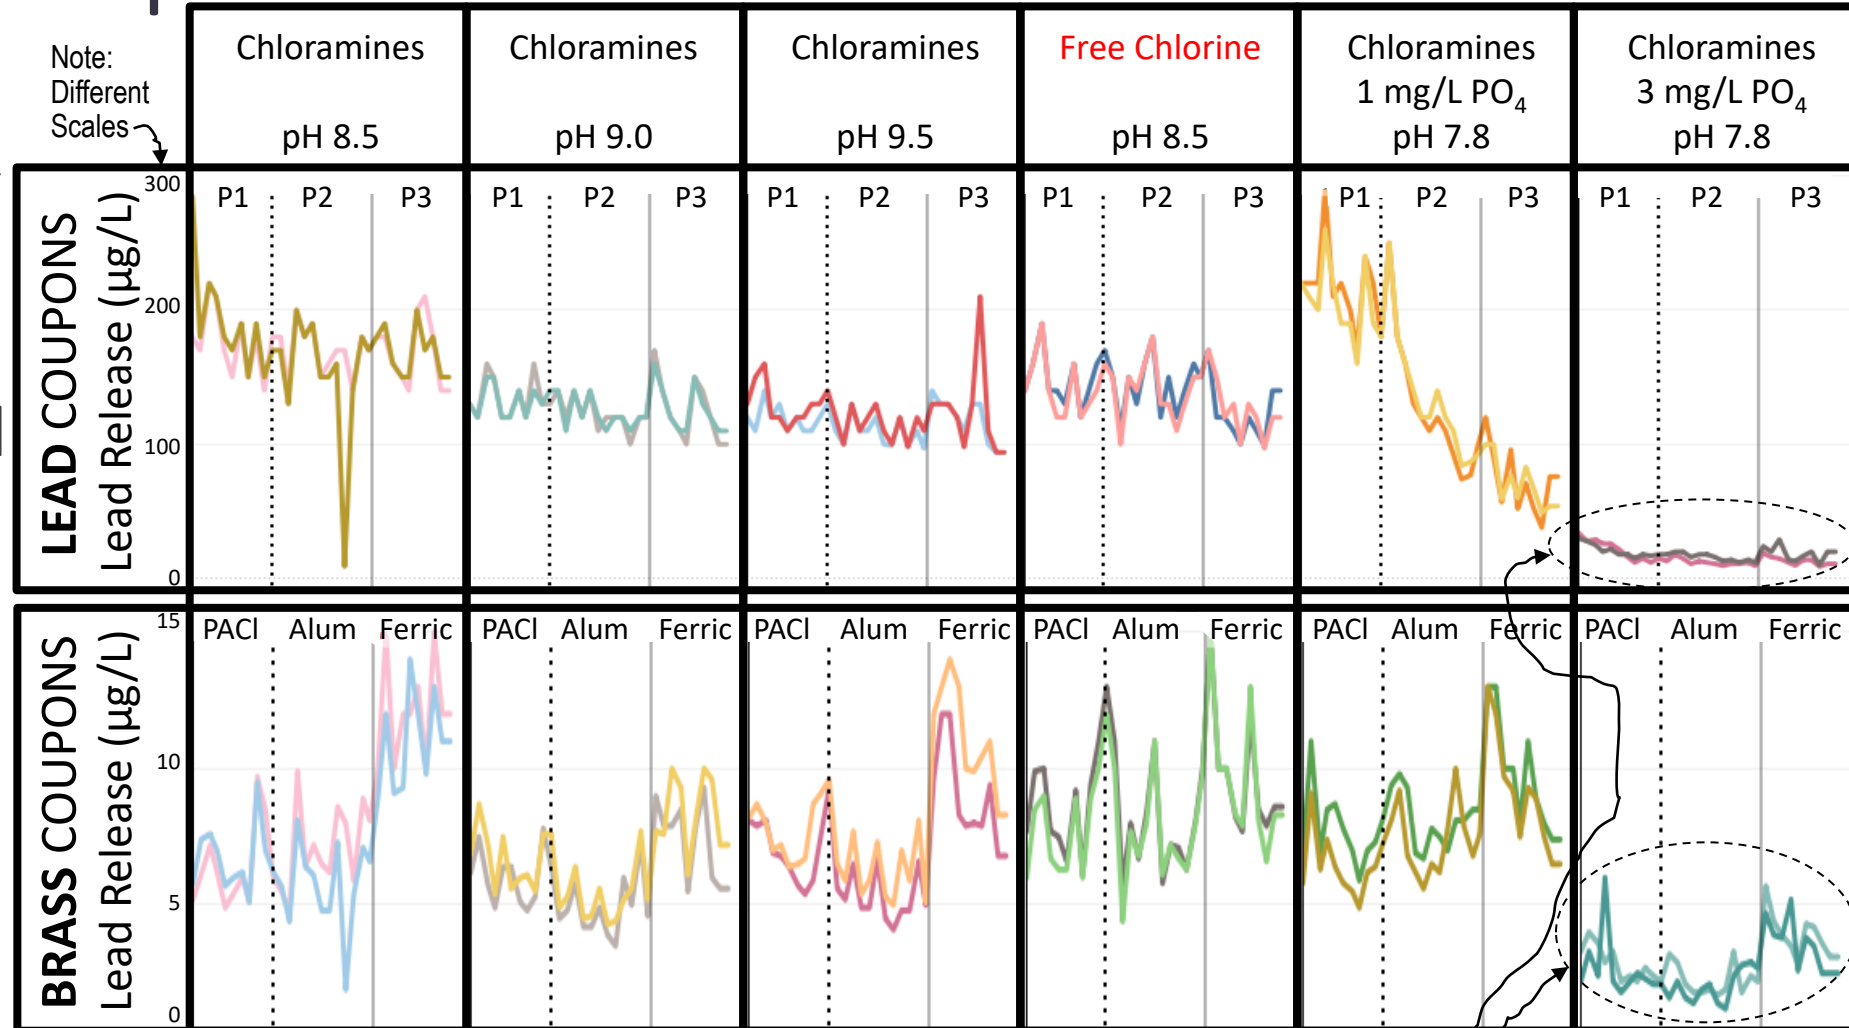 Note:
Different
Scales
Chloramines
pH 8.5
Chloramines
pH 9.0
Chloramines
pH 9.5
Free Chlorine
pH 8.5
Chloramines
1 mg/L PO₄
pH 7.8
Chloramines
3 mg/L PO₄
pH 7.8
LEAD COUPONS
Lead Release (µg/L)
300
200
100
0
P1 P2 P3
P1 P2 P3
P1 P2 P3
P1 P2 P3
P1 P2 P3
P1 P2 P3
BRASS COUPONS
Lead Release (µg/L)
15
10
5
0
PACl Alum Ferric
PACl Alum Ferric
PACl Alum Ferric
PACl Alum Ferric
PACl Alum Ferric
PACl Alum Ferric